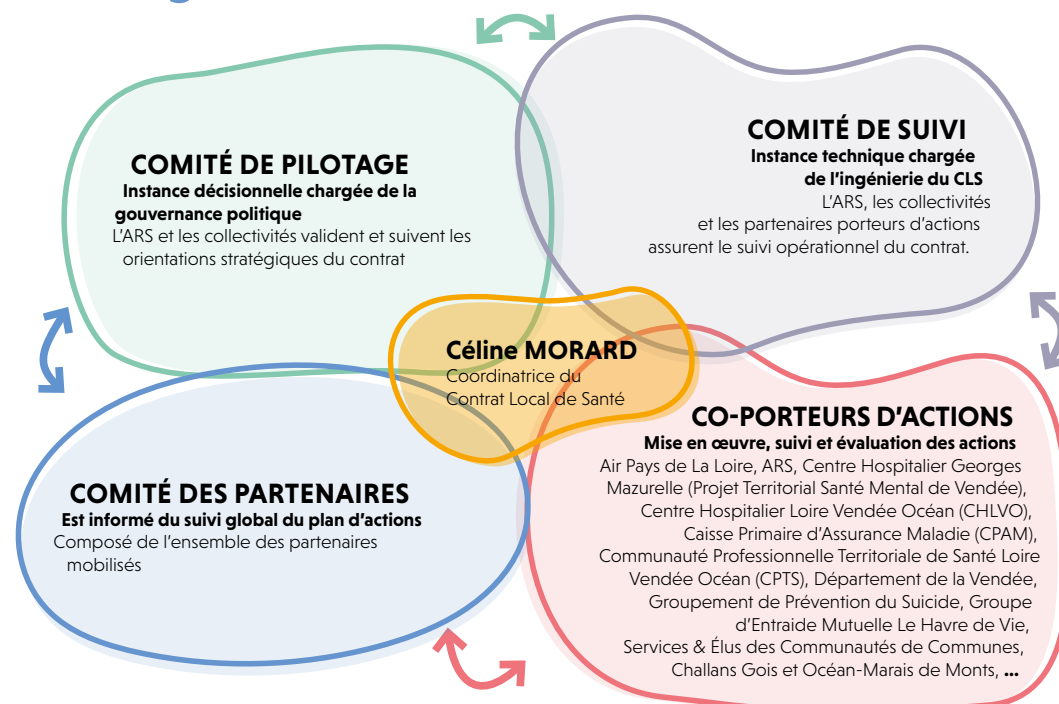 COMITÉ DE PILOTAGE
Instance décisionnelle chargée de la
gouvernance politique
L'ARS et les collectivités valident et suivent les
orientations stratégiques du contrat
COMITÉ DE SUIVI
Instance technique chargée
de l'ingénierie du CLS
L'ARS, les collectivités
et les partenaires porteurs d'actions
assurent le suivi opérationnel du contrat.
Céline MORARD
Coordinatrice du
Contrat Local de Santé
COMITÉ DES PARTENAIRES
Est informé du suivi global du plan d'actions
Composé de l'ensemble des partenaires
mobilisés
CO-PORTEURS D'ACTIONS
Mise en œuvre, suivi et évaluation des actions
Air Pays de La Loire, ARS, Centre Hospitalier Georges
Mazurelle (Projet Territorial Santé Mental de Vendée),
Centre Hospitalier Loire Vendée Océan (CHLVO),
Caisse Primaire d'Assurance Maladie (CPAM),
Communauté Professionnelle Territoriale de Santé Loire
Vendée Océan (CPTS), Département de la Vendée,
Groupement de Prévention du Suicide, Groupe
d'Entraide Mutuelle Le Havre de Vie,
Services & Élus des Communautés de Communes,
Challans Gois et Océan-Marais de Monts, ...